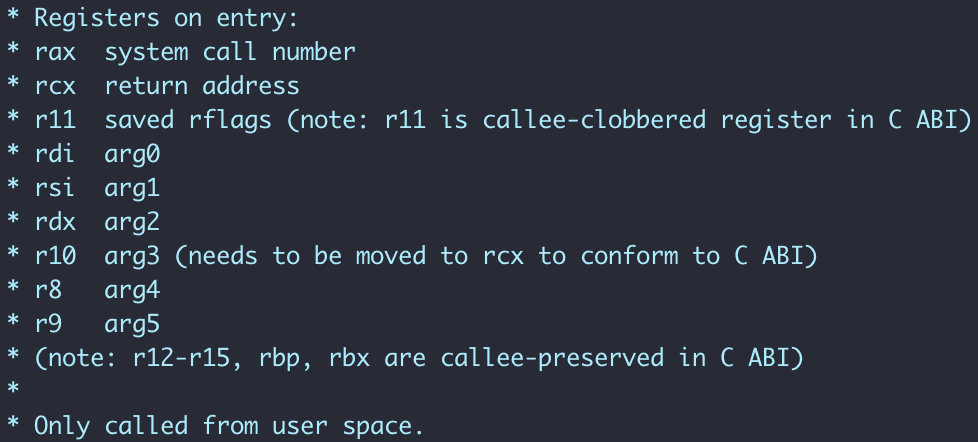 * Registers on entry:
* rax  system call number
* rcx  return address
* r11  saved rflags (note: r11 is callee-clobbered register in C ABI)
* rdi  arg0
* rsi  arg1
* rdx  arg2
* r10  arg3 (needs to be moved to rcx to conform to C ABI)
* r8   arg4
* r9   arg5
* (note: r12-r15, rbp, rbx are callee-preserved in C ABI)
*
* Only called from user space.